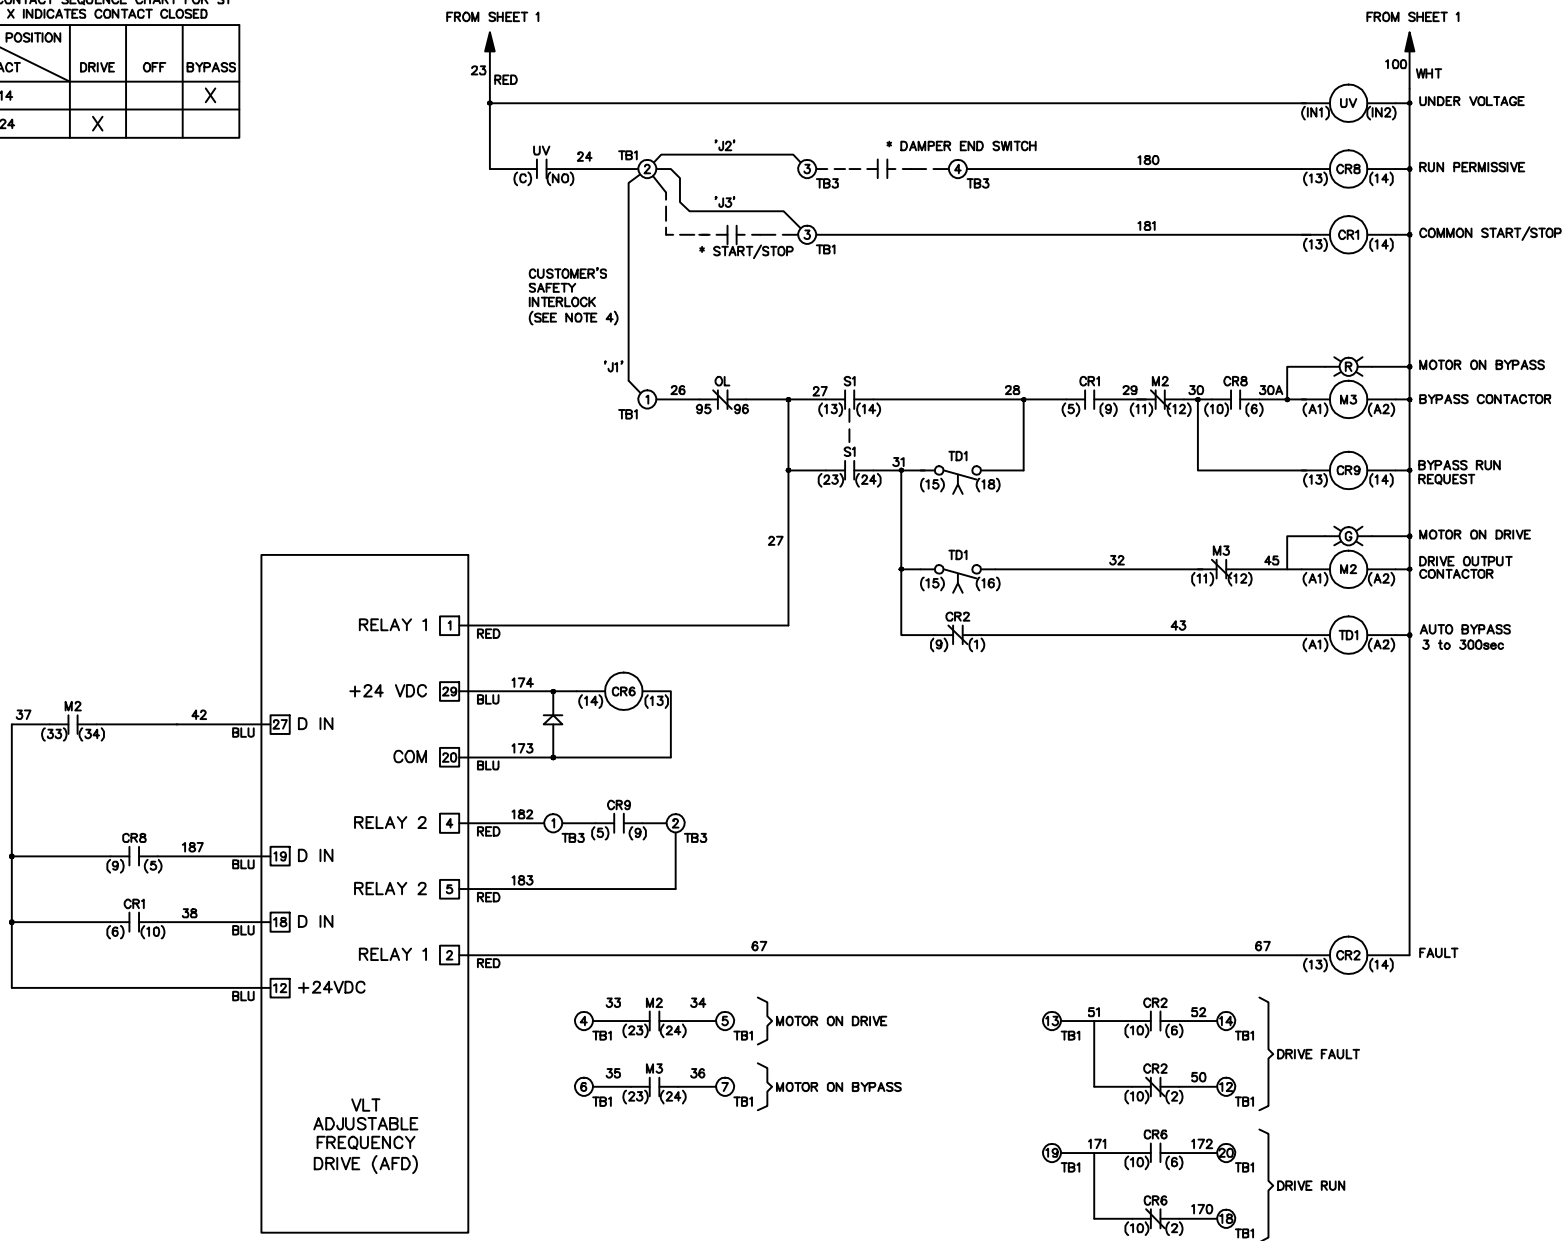 CONTACT SEQUENCE CHART FOR S1
X INDICATES CONTACT CLOSED
POSITION
DRIVE OFF BYPASS
14 X
24 X
FROM SHEET 1
FROM SHEET 1
23 RED
100 WHT
(IN1) UV (IN2) UNDER VOLTAGE
UV
(C) (NO)
24
TB1 2
'J2'
3 TB3
* DAMPER END SWITCH
4 TB3
180
(13) CR8 (14) RUN PERMISSIVE
'J3'
* START/STOP
3 TB1
181
(13) CR1 (14) COMMON START/STOP
CUSTOMER'S
SAFETY
INTERLOCK
(SEE NOTE 4)
'J1'
1 TB1
26
OL
95 96
27
S1
(13) (14)
28
CR1
(5) (9)
29
M2
(11) (12)
30
CR8
(10) (6)
30A
R MOTOR ON BYPASS
(A1) M3 (A2) BYPASS CONTACTOR
S1
(23) (24)
31
TD1
(15) (18)
(13) CR9 (14) BYPASS RUN
REQUEST
27
G MOTOR ON DRIVE
TD1
(15) (16)
32
M3
(11) (12)
45
(A1) M2 (A2) DRIVE OUTPUT
CONTACTOR
CR2
(9) (1)
43
(A1) TD1 (A2) AUTO BYPASS
3 to 300sec
RELAY 1 1 RED
+24 VDC 29 BLU
174
(14) CR6 (13)
COM 20 BLU
173
37
M2
(33) (34)
42
BLU 27 D IN
RELAY 2 4 RED
182
1 TB3
CR9
(5) (9)
2 TB3
CR8
(9) (5)
187
BLU 19 D IN
RELAY 2 5 RED
183
CR1
(6) (10)
38
BLU 18 D IN
RELAY 1 2 RED
67
67
(13) CR2 (14) FAULT
BLU 12 +24VDC
VLT
ADJUSTABLE
FREQUENCY
DRIVE (AFD)
4 TB1
33
M2
(23) (24)
34
5 TB1
MOTOR ON DRIVE
6 TB1
35
M3
(23) (24)
36
7 TB1
MOTOR ON BYPASS
13 TB1
51
CR2
(10) (6)
52
14 TB1
CR2
(10) (2)
50
12 TB1
DRIVE FAULT
19 TB1
171
CR6
(10) (6)
172
20 TB1
CR6
(10) (2)
170
18 TB1
DRIVE RUN